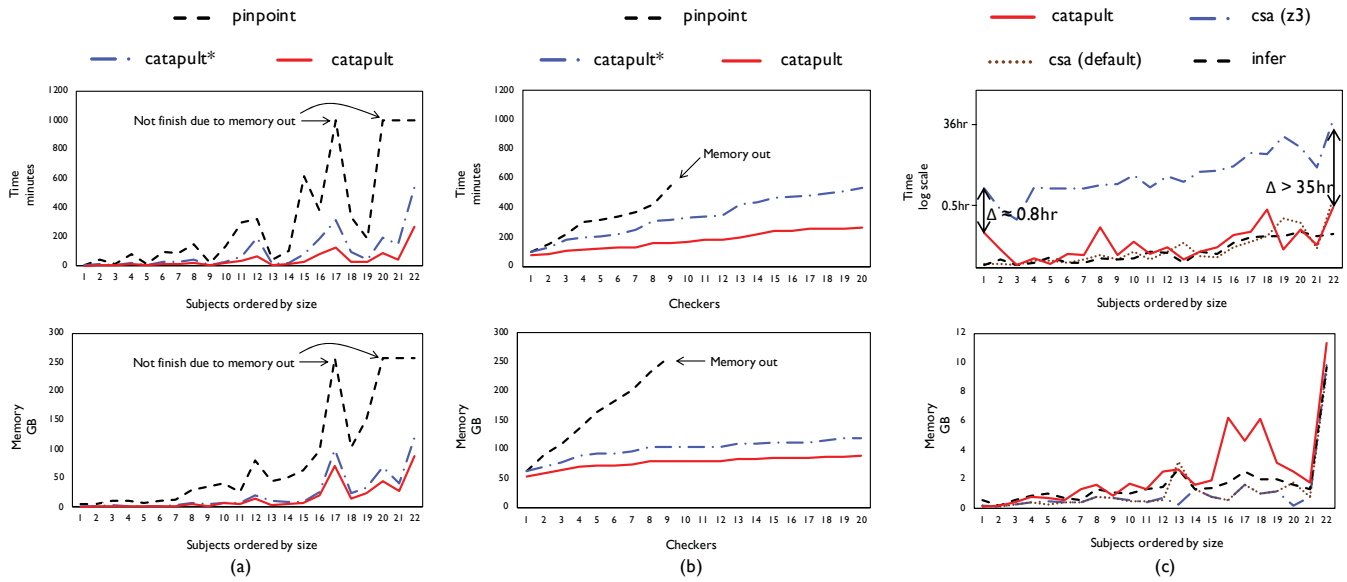 pinpoint
catapult*
catapult
1200
1000
800
600
400
200
0
Time
minutes
Not finish due to memory out
1 2 3 4 5 6 7 8 9 10 11 12 13 14 15 16 17 18 19 20 21 22
Subjects ordered by size
300
250
200
150
100
50
0
Memory
GB
Not finish due to memory out
1 2 3 4 5 6 7 8 9 10 11 12 13 14 15 16 17 18 19 20 21 22
Subjects ordered by size
(a)
pinpoint
catapult*
catapult
1200
1000
800
600
400
200
0
Time
minutes
Memory out
1 2 3 4 5 6 7 8 9 10 11 12 13 14 15 16 17 18 19 20
Checkers
300
250
200
150
100
50
0
Memory
GB
Memory out
1 2 3 4 5 6 7 8 9 10 11 12 13 14 15 16 17 18 19 20
Checkers
(b)
catapult
csa (z3)
csa (default)
infer
36hr
0.5hr
Time
log scale
Δ ≈ 0.8hr
Δ > 35hr
1 2 3 4 5 6 7 8 9 10 11 12 13 14 15 16 17 18 19 20 21 22
Subjects ordered by size
12
10
8
6
4
2
0
Memory
GB
1 2 3 4 5 6 7 8 9 10 11 12 13 14 15 16 17 18 19 20 21 22
Subjects ordered by size
(c)